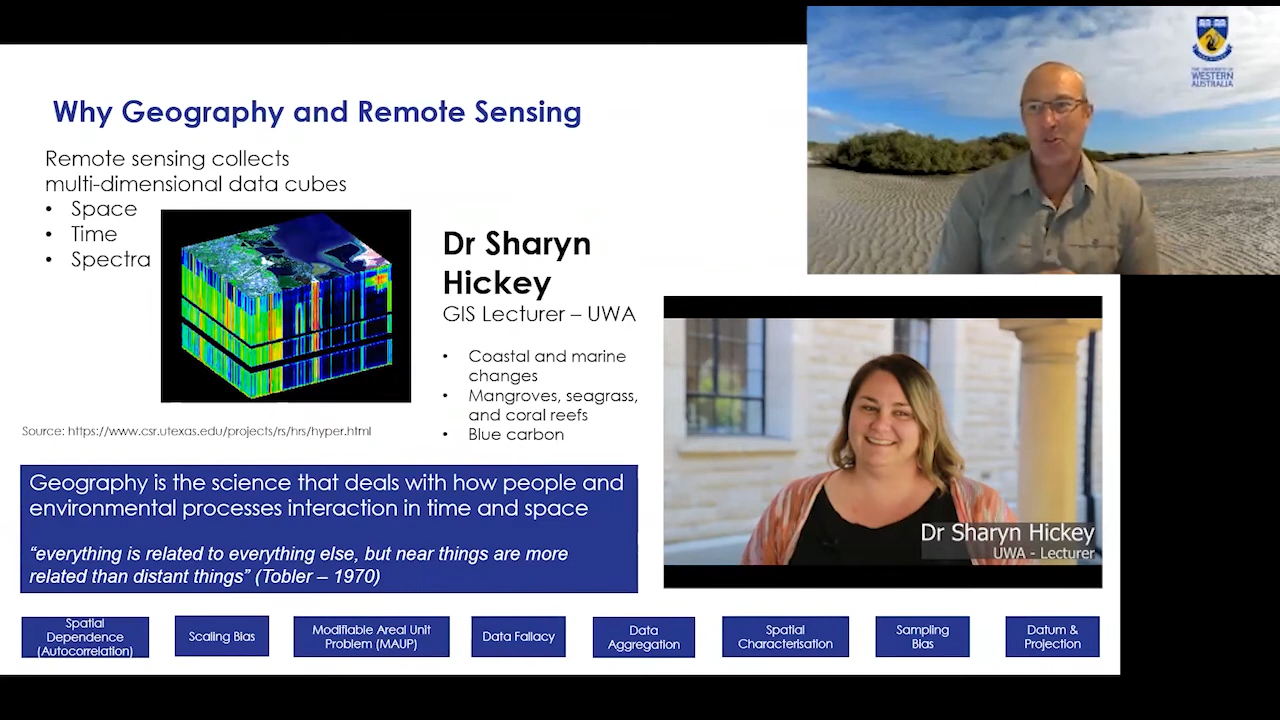 Why Geography and Remote Sensing
Remote sensing collects
multi-dimensional data cubes
• Space
• Time
• Spectra
Source: https://www.csr.utexas.edu/projects/rs/hrs/hyper.html
Dr Sharyn
Hickey
GIS Lecturer – UWA
• Coastal and marine
changes
• Mangroves, seagrass,
and coral reefs
• Blue carbon
THE UNIVERSITY OF
WESTERN
AUSTRALIA
Dr Sharyn Hickey
UWA - Lecturer
Geography is the science that deals with how people and
environmental processes interaction in time and space
“everything is related to everything else, but near things are more
related than distant things” (Tobler – 1970)
Spatial
Dependence
(Autocorrelation)
Scaling Bias
Modifiable Areal Unit
Problem (MAUP)
Data Fallacy
Data
Aggregation
Spatial
Characterisation
Sampling
Bias
Datum &
Projection